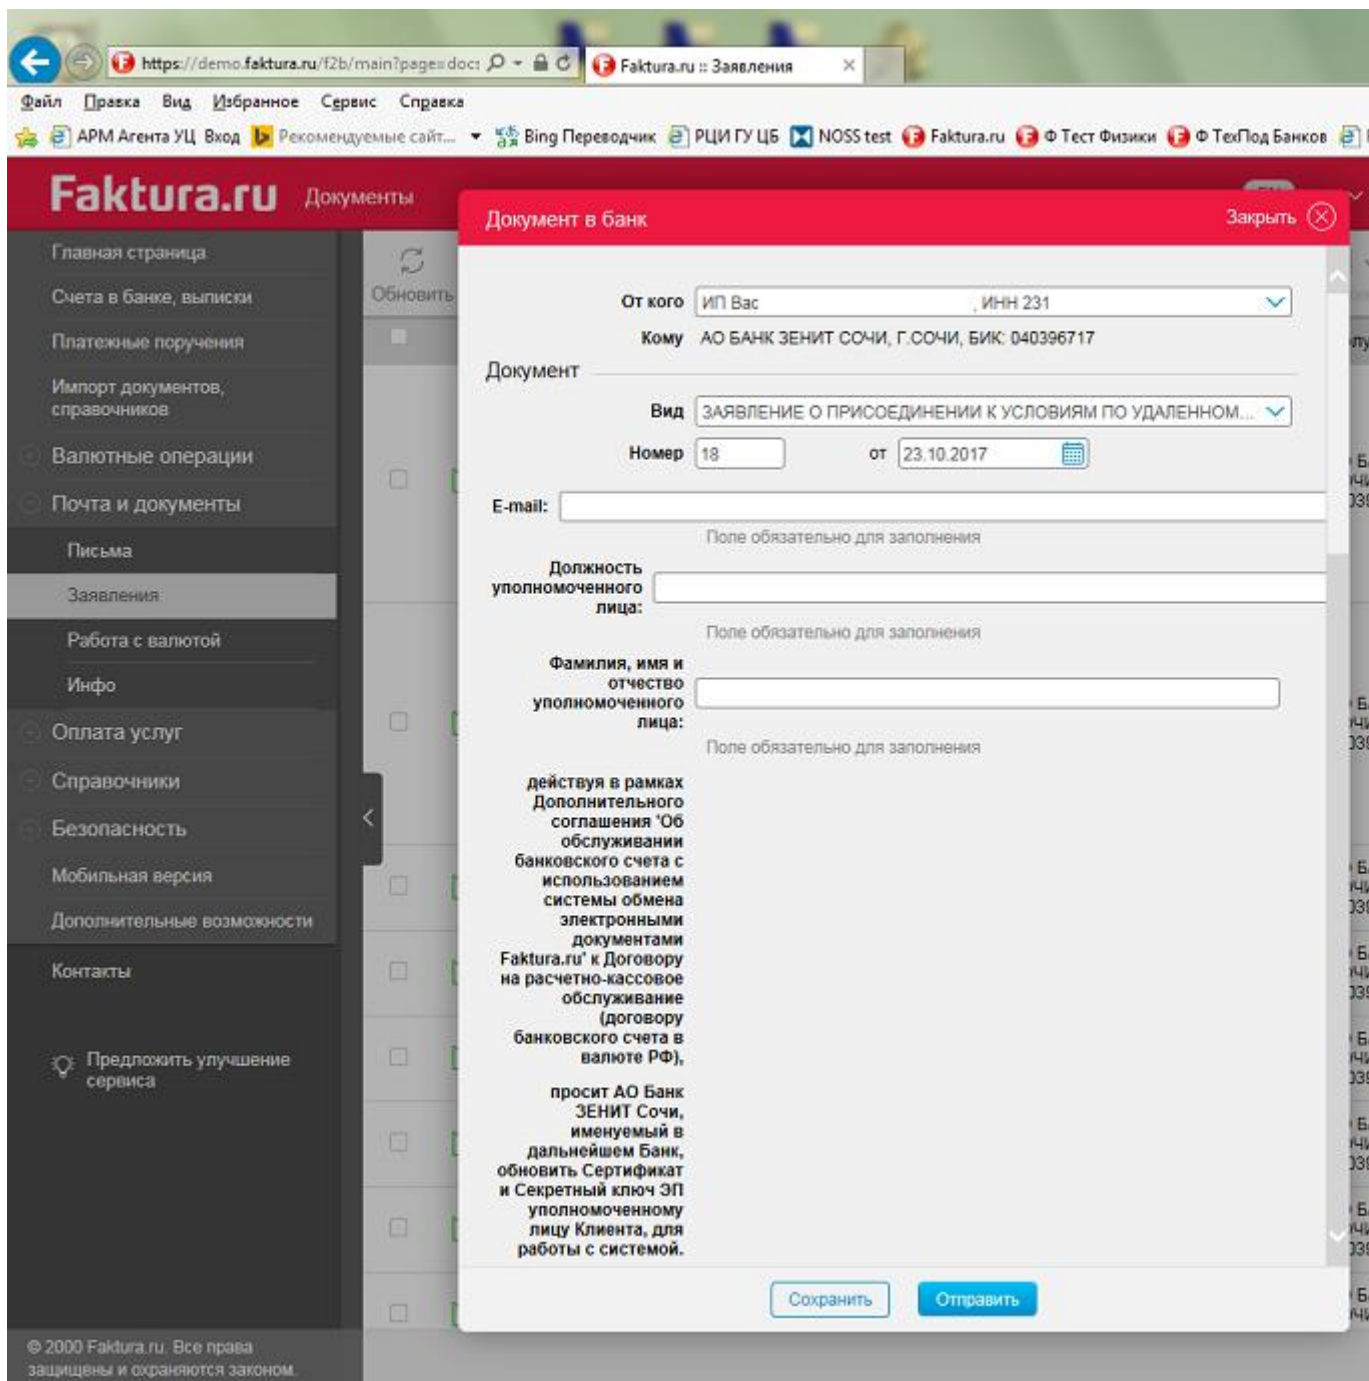 https://demo.faktura.ru/f2b/main?page=doc:
Faktura.ru :: Заявления
Файл Правка Вид Избранное Сервис Справка
АРМ Агента УЦ Вход Рекомендуемые сайт... Bing Переводчик РЦИ ГУ ЦБ NOSS test Faktura.ru Ф Тест Физики Ф ТехПод Банков
Faktura.ru Документы
Главная страница
Счета в банке, выписки
Платежные поручения
Импорт документов,
справочников
Валютные операции
Почта и документы
Письма
Заявления
Работа с валютой
Инфо
Оплата услуг
Справочники
Безопасность
Мобильная версия
Дополнительные возможности
Контакты
Предложить улучшение
сервиса
© 2000 Faktura.ru. Все права
защищены и охраняются законом.
Обновить
Документ в банк Закрыть
От кого ИП Вас , ИНН 231
Кому АО БАНК ЗЕНИТ СОЧИ, Г.СОЧИ, БИК: 040396717
Документ
Вид ЗАЯВЛЕНИЕ О ПРИСОЕДИНЕНИИ К УСЛОВИЯМ ПО УДАЛЕННОМ...
Номер 18 от 23.10.2017
E-mail:
Поле обязательно для заполнения
Должность
уполномоченного
лица:
Поле обязательно для заполнения
Фамилия, имя и
отчество
уполномоченного
лица:
Поле обязательно для заполнения
действуя в рамках
Дополнительного
соглашения 'Об
обслуживании
банковского счета с
использованием
системы обмена
электронными
документами
Faktura.ru' к Договору
на расчетно-кассовое
обслуживание
(договору
банковского счета в
валюте РФ),
просит АО Банк
ЗЕНИТ Сочи,
именуемый в
дальнейшем Банк,
обновить Сертификат
и Секретный ключ ЭП
уполномоченному
лицу Клиента, для
работы с системой.
Сохранить Отправить